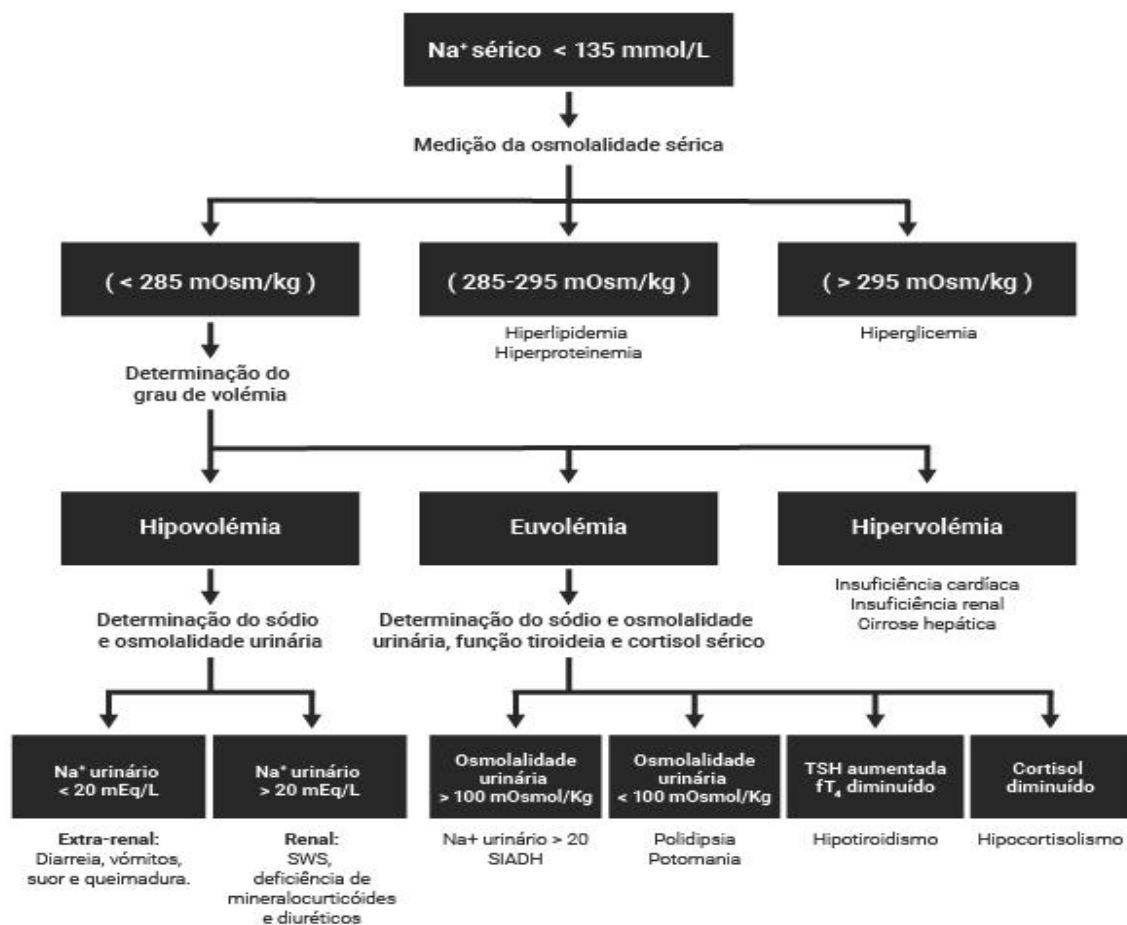 Na⁺ sérico < 135 mmol/L
Medição da osmolalidade sérica
( < 285 mOsm/kg )
( 285-295 mOsm/kg )
( > 295 mOsm/kg )
Hiperlipidemia
Hiperproteinemia
Hiperglicemia
Determinação do
grau de volémia
Hipovolémia
Euvolémia
Hipervolémia
Determinação do sódio
e osmolalidade urinária
Determinação do sódio e osmolalidade
urinária, função tiroideia e cortisol sérico
Insuficiência cardíaca
Insuficiência renal
Cirrose hepática
Na⁺ urinário
< 20 mEq/L
Na⁺ urinário
> 20 mEq/L
Osmolalidade
urinária
> 100 mOsmol/Kg
Osmolalidade
urinária
< 100 mOsmol/Kg
TSH aumentada
fT₄ diminuído
Cortisol
diminuído
Extra-renal:
Diarreia, vómitos,
suor e queimadura.
Renal:
SWS,
deficiência de
mineralocurticóides
e diuréticos
Na+ urinário > 20
SIADH
Polidipsia
Potomania
Hipotiroidismo
Hipocortisolismo